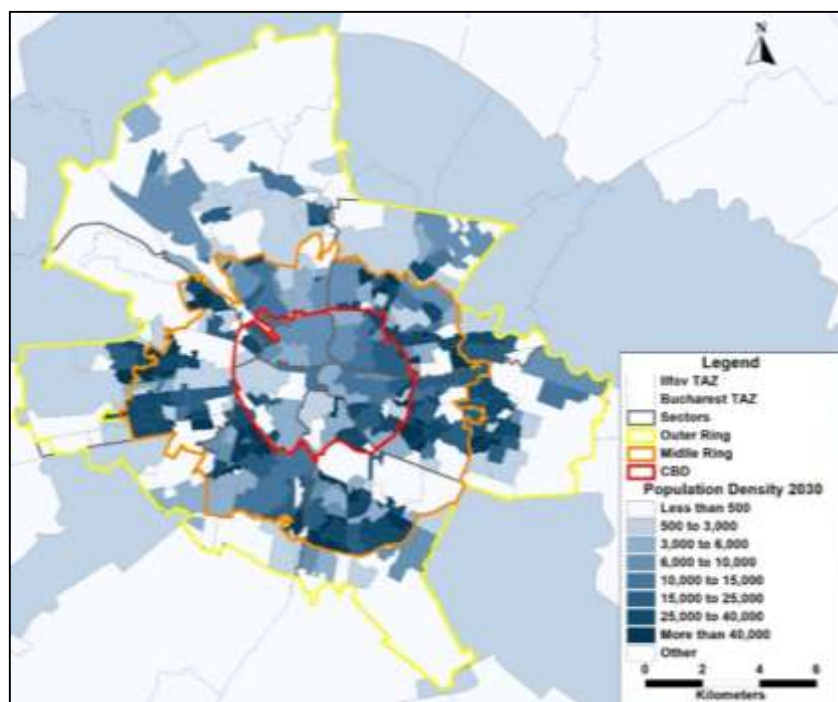 N
Legend
Ilfov TAZ
Bucharest TAZ
Sectors
Outer Ring
Midlle Ring
CBD
Population Density 2030
Less than 500
500 to 3,000
3,000 to 6,000
6,000 to 10,000
10,000 to 15,000
15,000 to 25,000
25,000 to 40,000
More than 40,000
Other
0 2 4 6
Kilometers